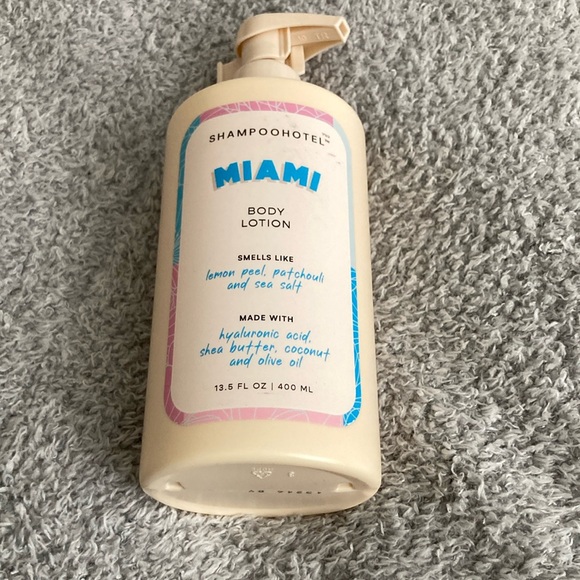 SHAMPOOHOTEL
MIAMI
BODY
LOTION
SMELLS LIKE
lemon peel, patchouli
and sea salt
MADE WITH
hyaluronic acid,
shea butter, coconut
and olive oil
13.5 FL OZ | 400 ML